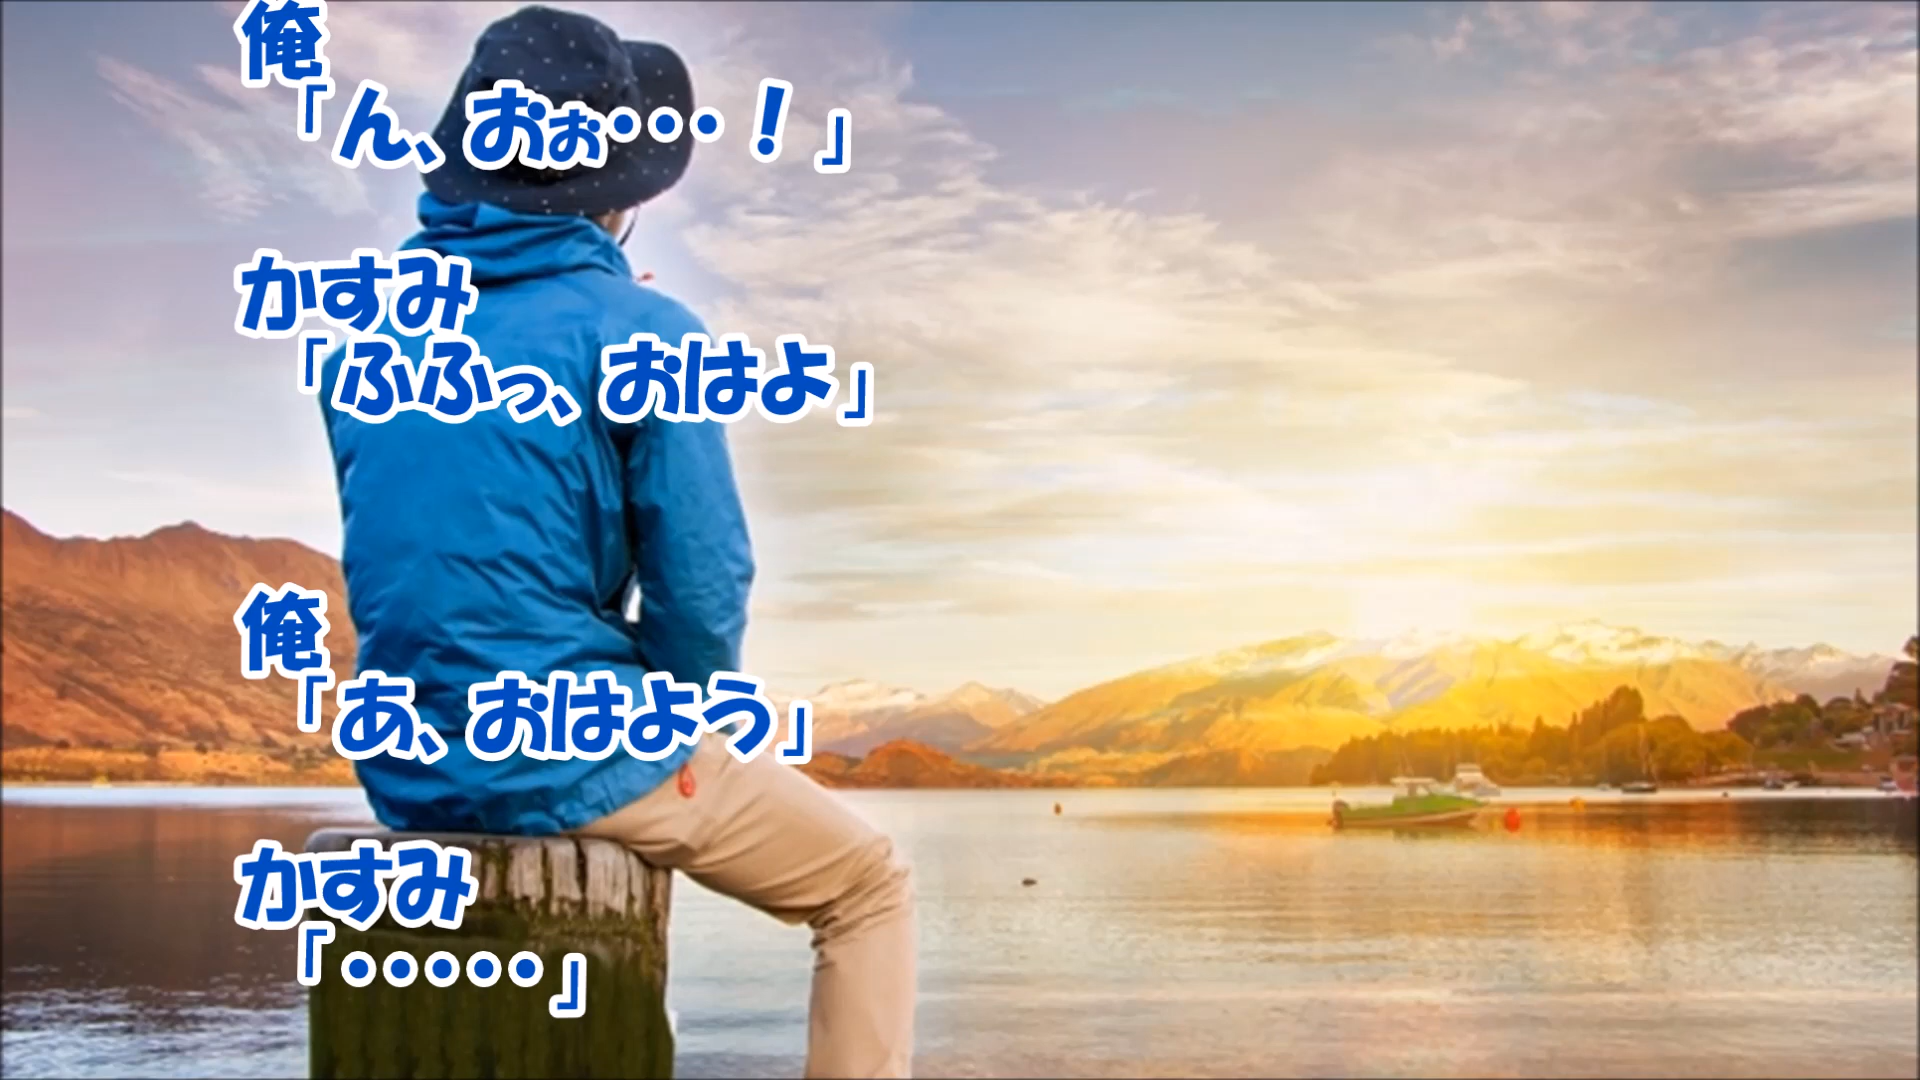 俺
「ん、おぉ・・・！」
かすみ
「ふふっ、おはよ」
俺
「あ、おはよう」
かすみ
「・・・・・」